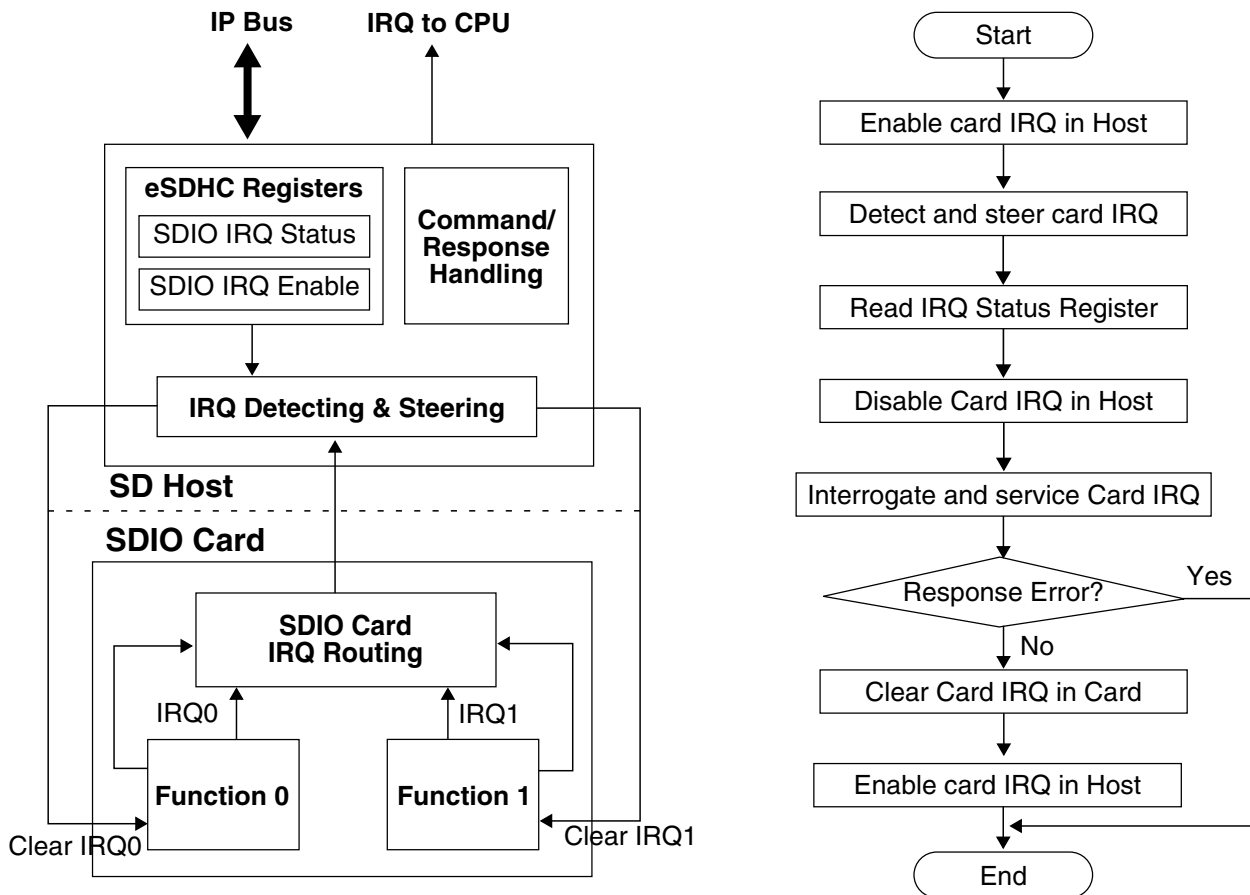 IP Bus
IRQ to CPU
eSDHC Registers
SDIO IRQ Status
SDIO IRQ Enable
Command/
Response
Handling
IRQ Detecting & Steering
SD Host
SDIO Card
SDIO Card
IRQ Routing
IRQ0
IRQ1
Function 0
Function 1
Clear IRQ0
Clear IRQ1
Start
Enable card IRQ in Host
Detect and steer card IRQ
Read IRQ Status Register
Disable Card IRQ in Host
Interrogate and service Card IRQ
Response Error?
Yes
No
Clear Card IRQ in Card
Enable card IRQ in Host
End